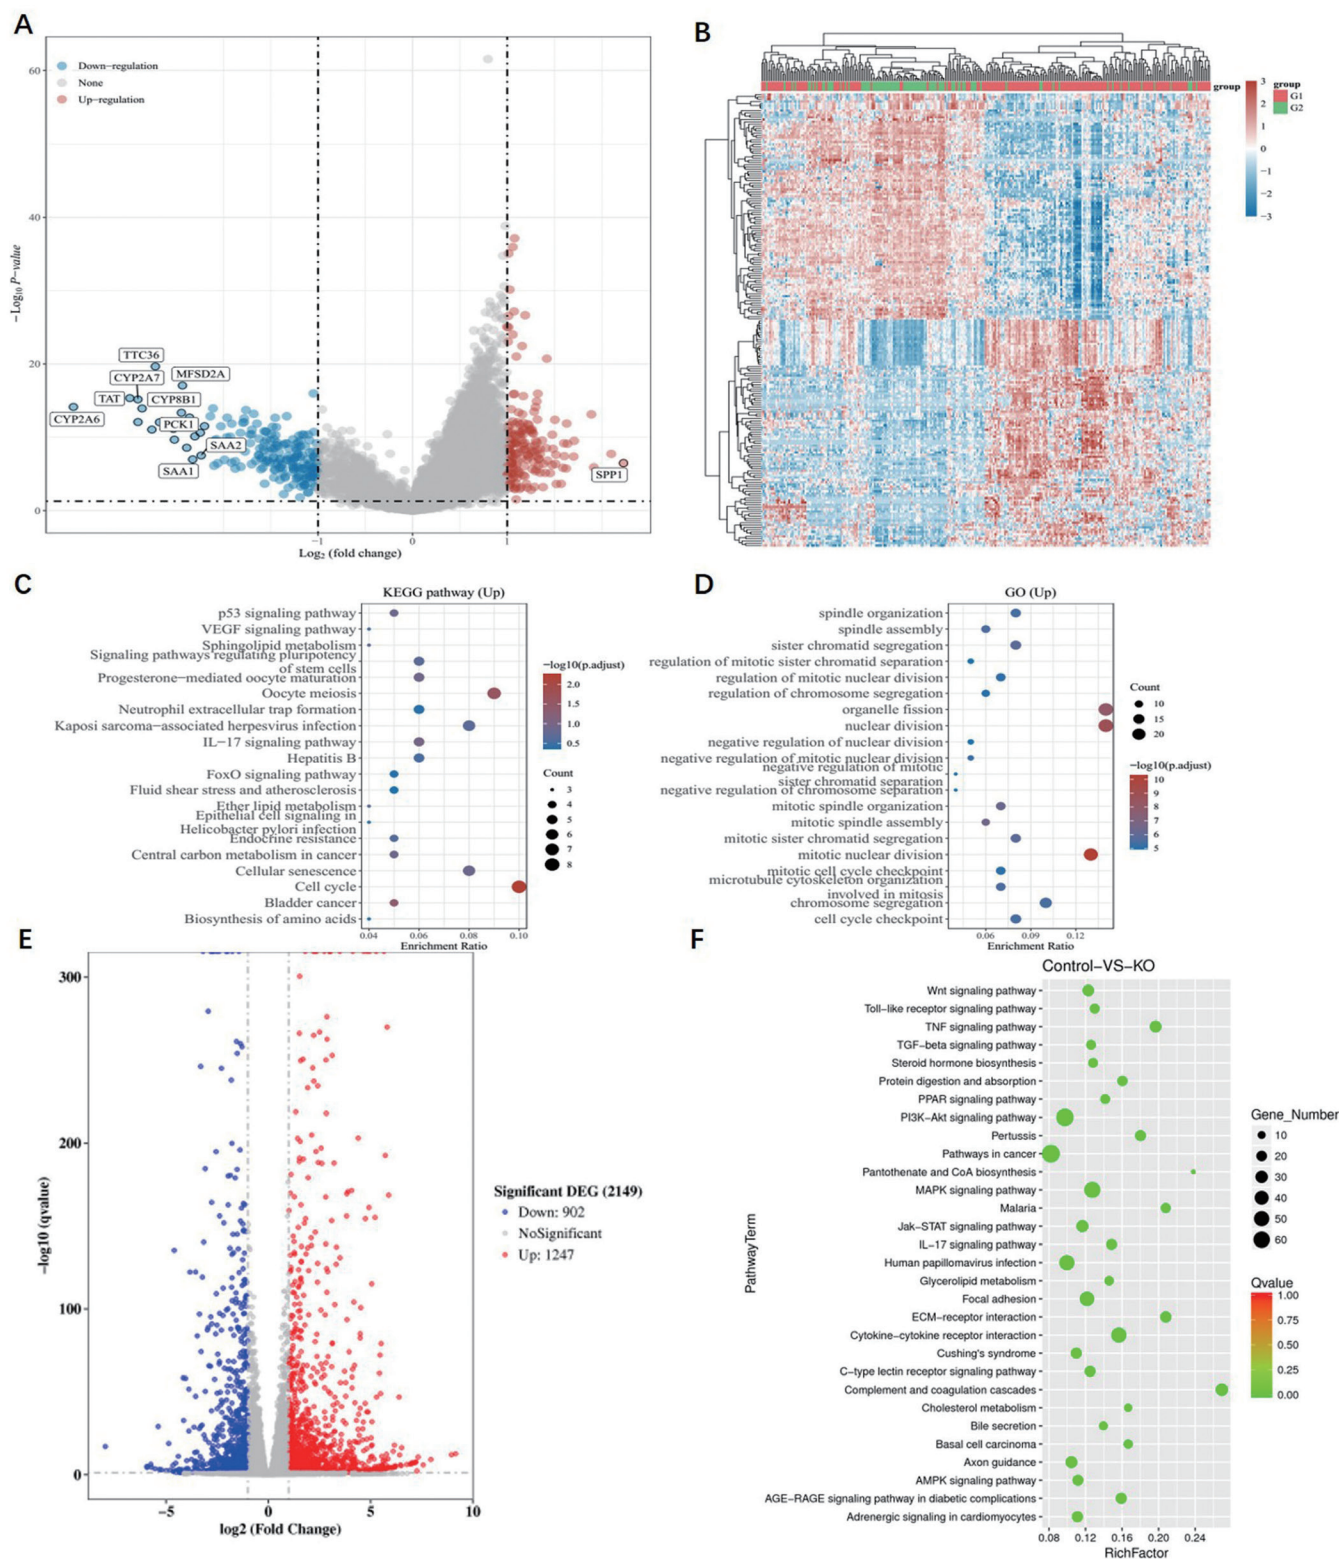 A
Down-regulation
None
Up-regulation
60
40
20
0
−Log10 P-value
TTC36
CYP2A7
MFSD2A
TAT
CYP8B1
CYP2A6
PCK1
SAA2
SAA1
SPP1
−1
0
1
Log2 (fold change)
B
group
3
2
1
0
−1
−2
−3
group
G1
G2
C
KEGG pathway (Up)
p53 signaling pathway
VEGF signaling pathway
Sphingolipid metabolism
Signaling pathways regulating pluripotency
of stem cells
Progesterone−mediated oocyte maturation
Oocyte meiosis
Neutrophil extracellular trap formation
Kaposi sarcoma−associated herpesvirus infection
IL−17 signaling pathway
Hepatitis B
FoxO signaling pathway
Fluid shear stress and atherosclerosis
Ether lipid metabolism
Epithelial cell signaling in
Helicobacter pylori infection
Endocrine resistance
Central carbon metabolism in cancer
Cellular senescence
Cell cycle
Bladder cancer
Biosynthesis of amino acids
0.04 0.06 0.08 0.10
Enrichment Ratio
−log10(p.adjust)
2.0
1.5
1.0
0.5
Count
3
4
5
6
7
8
D
GO (Up)
spindle organization
spindle assembly
sister chromatid segregation
regulation of mitotic sister chromatid separation
regulation of mitotic nuclear division
regulation of chromosome segregation
organelle fission
nuclear division
negative regulation of nuclear division
negative regulation of mitotic nuclear division
negative regulation of mitotic
sister chromatid separation
negative regulation of chromosome separation
mitotic spindle organization
mitotic spindle assembly
mitotic sister chromatid segregation
mitotic nuclear division
mitotic cell cycle checkpoint
microtubule cytoskeleton organization
involved in mitosis
chromosome segregation
cell cycle checkpoint
0.06 0.09 0.12
Enrichment Ratio
Count
10
15
20
−log10(p.adjust)
10
9
8
7
6
5
E
300
200
100
0
−log10 (qvalue)
−5 0 5 10
log2 (Fold Change)
Significant DEG (2149)
Down: 902
NoSignificant
Up: 1247
F
Control−VS−KO
PathwayTerm
Wnt signaling pathway
Toll−like receptor signaling pathway
TNF signaling pathway
TGF−beta signaling pathway
Steroid hormone biosynthesis
Protein digestion and absorption
PPAR signaling pathway
PI3K−Akt signaling pathway
Pertussis
Pathways in cancer
Pantothenate and CoA biosynthesis
MAPK signaling pathway
Malaria
Jak−STAT signaling pathway
IL−17 signaling pathway
Human papillomavirus infection
Glycerolipid metabolism
Focal adhesion
ECM−receptor interaction
Cytokine−cytokine receptor interaction
Cushing's syndrome
C−type lectin receptor signaling pathway
Complement and coagulation cascades
Cholesterol metabolism
Bile secretion
Basal cell carcinoma
Axon guidance
AMPK signaling pathway
AGE−RAGE signaling pathway in diabetic complications
Adrenergic signaling in cardiomyocytes
0.08 0.12 0.16 0.20 0.24
RichFactor
Gene_Number
10
20
30
40
50
60
Qvalue
1.00
0.75
0.50
0.25
0.00